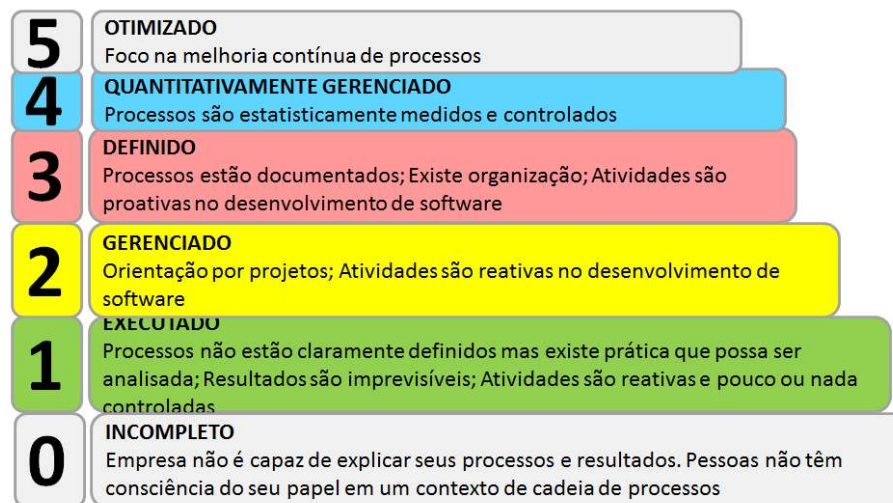 5
OTIMIZADO
Foco na melhoria contínua de processos
4
QUANTITATIVAMENTE GERENCIADO
Processos são estatisticamente medidos e controlados
3
DEFINIDO
Processos estão documentados; Existe organização; Atividades são
proativas no desenvolvimento de software
2
GERENCIADO
Orientação por projetos; Atividades são reativas no desenvolvimento de
software
1
EXECUTADO
Processos não estão claramente definidos mas existe prática que possa ser
analisada; Resultados são imprevisíveis; Atividades são reativas e pouco ou nada
controladas
0
INCOMPLETO
Empresa não é capaz de explicar seus processos e resultados. Pessoas não têm
consciência do seu papel em um contexto de cadeia de processos